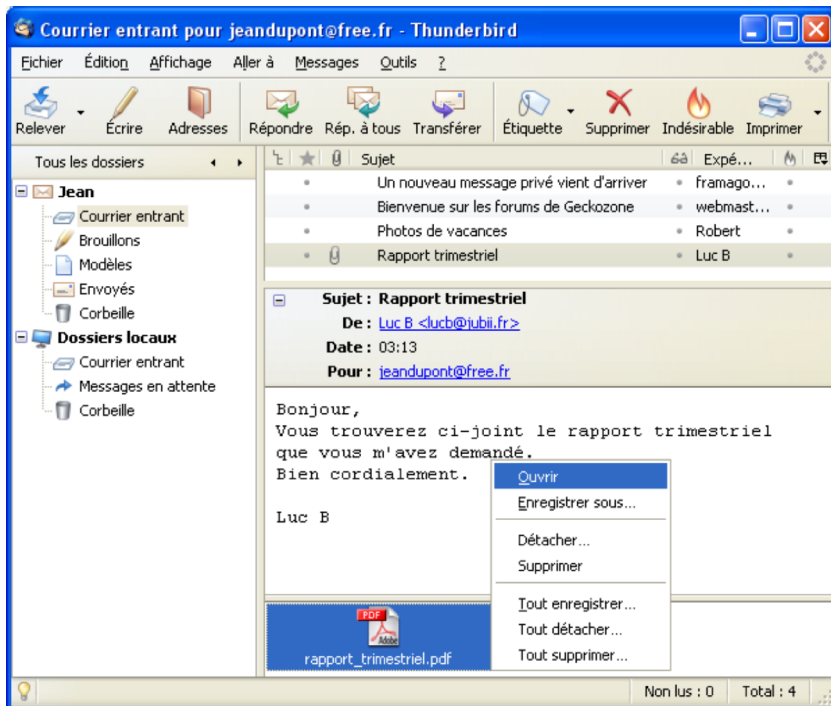 Courrier entrant pour jeandupont@free.fr - Thunderbird
Fichier Édition Affichage Aller à Messages Outils ?
Relever Écrire Adresses Répondre Rép. à tous Transférer Étiquette Supprimer Indésirable Imprimer
Tous les dossiers
Sujet Expé...
Jean
Courrier entrant
Brouillons
Modèles
Envoyés
Corbeille
Dossiers locaux
Courrier entrant
Messages en attente
Corbeille
Un nouveau message privé vient d'arriver framago...
Bienvenue sur les forums de Geckozone webmast...
Photos de vacances Robert
Rapport trimestriel Luc B
Sujet : Rapport trimestriel
De : Luc B <lucb@jubii.fr>
Date : 03:13
Pour : jeandupont@free.fr
Bonjour,
Vous trouverez ci-joint le rapport trimestriel
que vous m'avez demandé.
Bien cordialement.
Luc B
Ouvrir
Enregistrer sous...
Détacher...
Supprimer
Tout enregistrer...
Tout détacher...
Tout supprimer...
PDF
Adobe
rapport_trimestriel.pdf
Non lus : 0 Total : 4